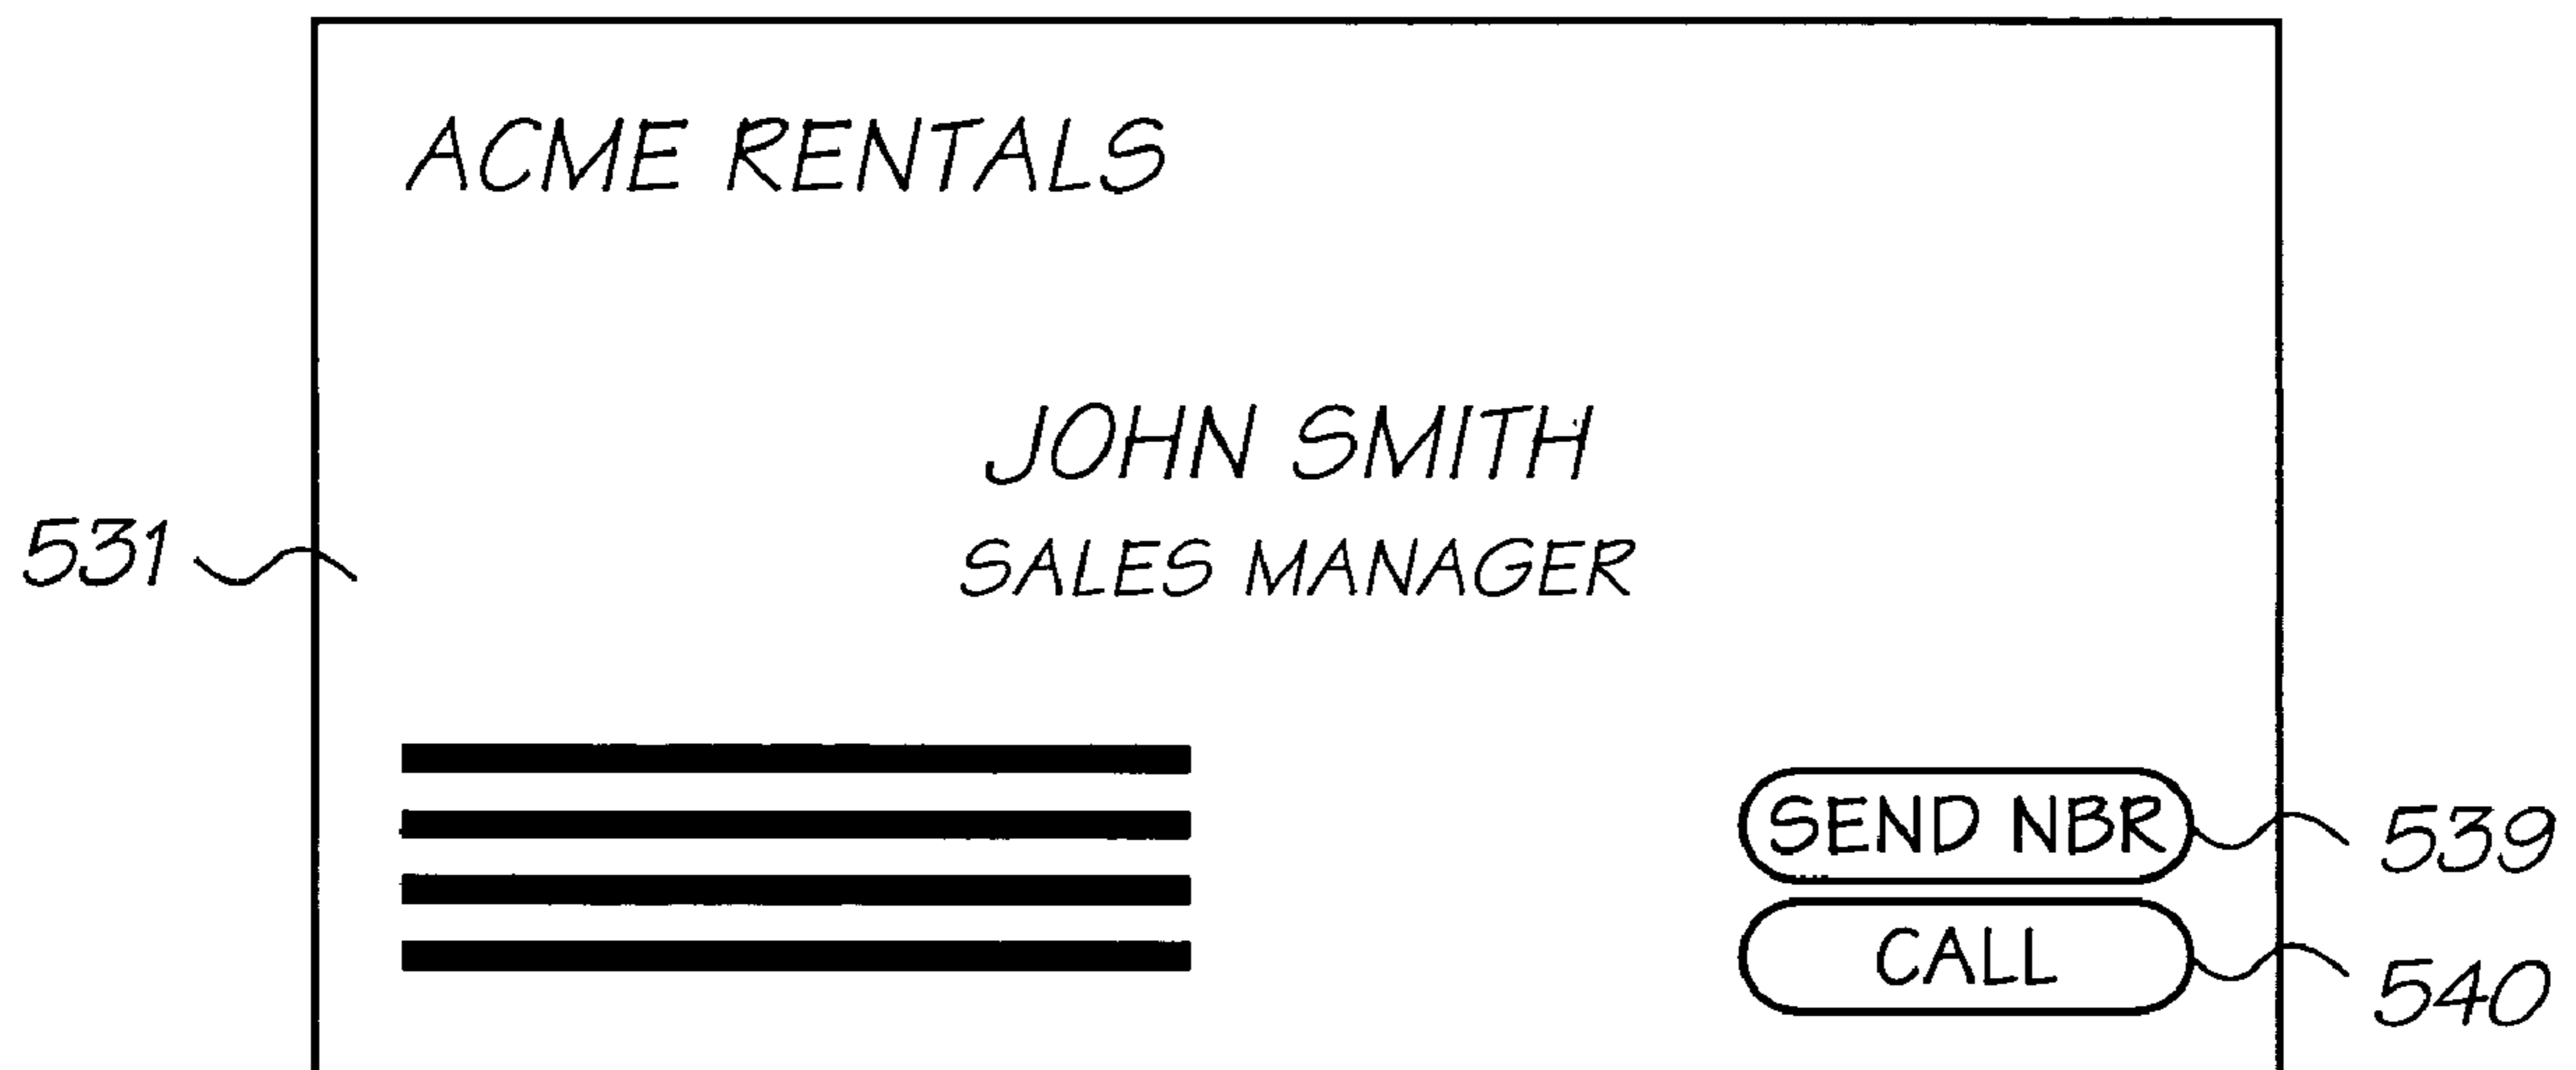 ACME RENTALS
JOHN SMITH
531
SALES MANAGER
SEND NBR
539
CALL
540